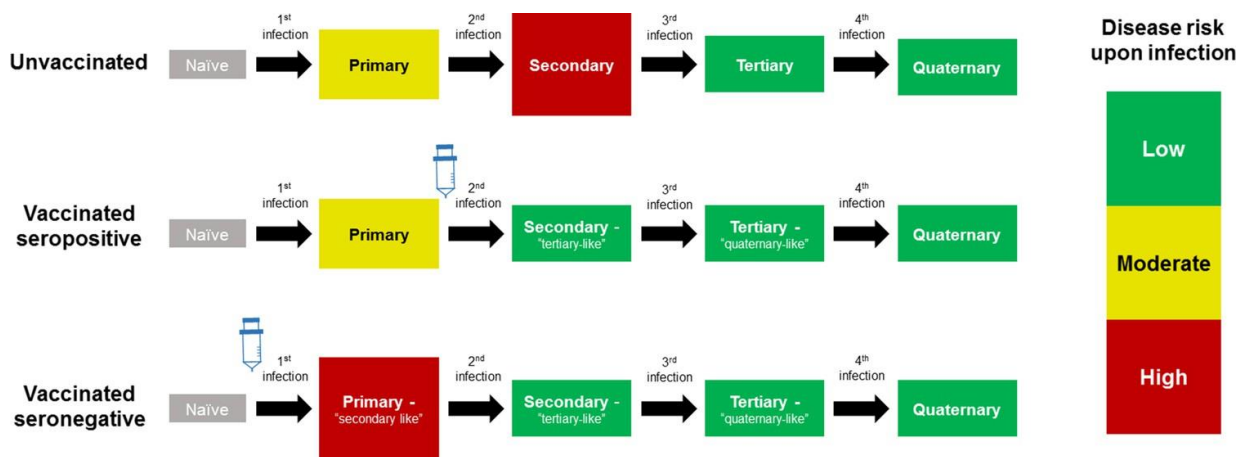 1st infection
2nd infection
3rd infection
4th infection
Disease risk upon infection
Unvaccinated
Naïve
Primary
Secondary
Tertiary
Quaternary
Low
1st infection
2nd infection
3rd infection
4th infection
Vaccinated seropositive
Naïve
Primary
Secondary -
"tertiary-like"
Tertiary -
"quaternary-like"
Quaternary
Moderate
1st infection
2nd infection
3rd infection
4th infection
Vaccinated seronegative
Naïve
Primary -
"secondary like"
Secondary -
"tertiary-like"
Tertiary -
"quaternary-like"
Quaternary
High